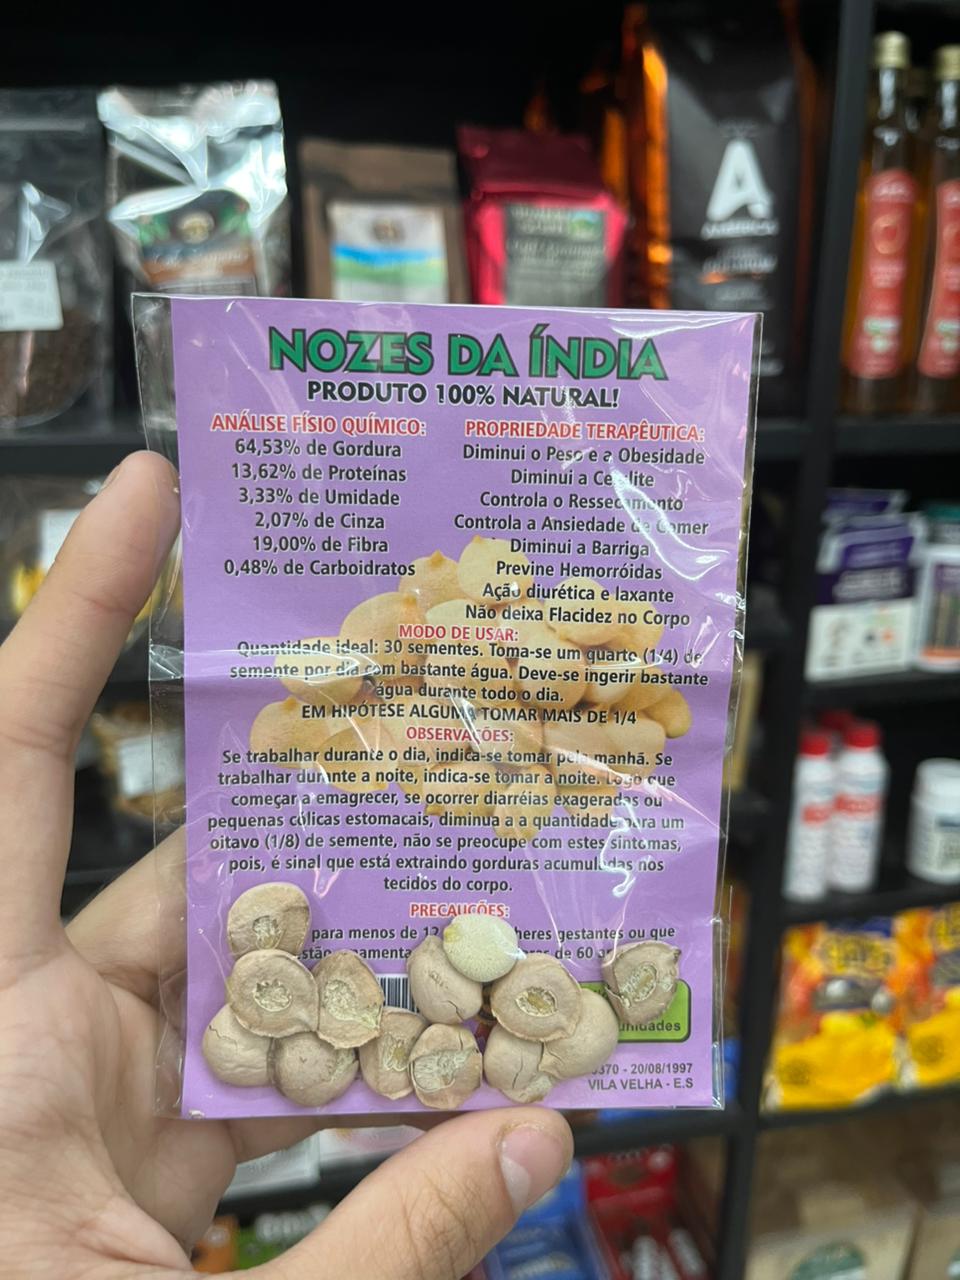 NOZES DA ÍNDIA
PRODUTO 100% NATURAL!
ANÁLISE FÍSIO QUÍMICO:
64,53% de Gordura
13,62% de Proteínas
3,33% de Umidade
2,07% de Cinza
19,00% de Fibra
0,48% de Carboidratos
PROPRIEDADE TERAPÊUTICA:
Diminui o Peso e a Obesidade
Diminui a Celulite
Controla o Ressecamento
Controla a Ansiedade de Comer
Diminui a Barriga
Previne Hemorróidas
Ação diurética e laxante
Não deixa Flacidez no Corpo
MODO DE USAR:
Quantidade ideal: 30 sementes. Toma-se um quarto (1/4) de
semente por dia com bastante água. Deve-se ingerir bastante
água durante todo o dia.
EM HIPÓTESE ALGUMA TOMAR MAIS DE 1/4
OBSERVAÇÕES:
Se trabalhar durante o dia, indica-se tomar pela manhã. Se
trabalhar durante a noite, indica-se tomar a noite. Logo que
começar a emagrecer, se ocorrer diarréias exageradas ou
pequenas cólicas estomacais, diminua a a quantidade para um
oitavo (1/8) de semente, não se preocupe com estes sintomas,
pois, é sinal que está extraindo gorduras acumuladas nos
tecidos do corpo.
PRECAUÇÕES:
para menos de 12 gestantes ou que
de 60
unidades
20/08/1997
VILA VELHA - E.S
A